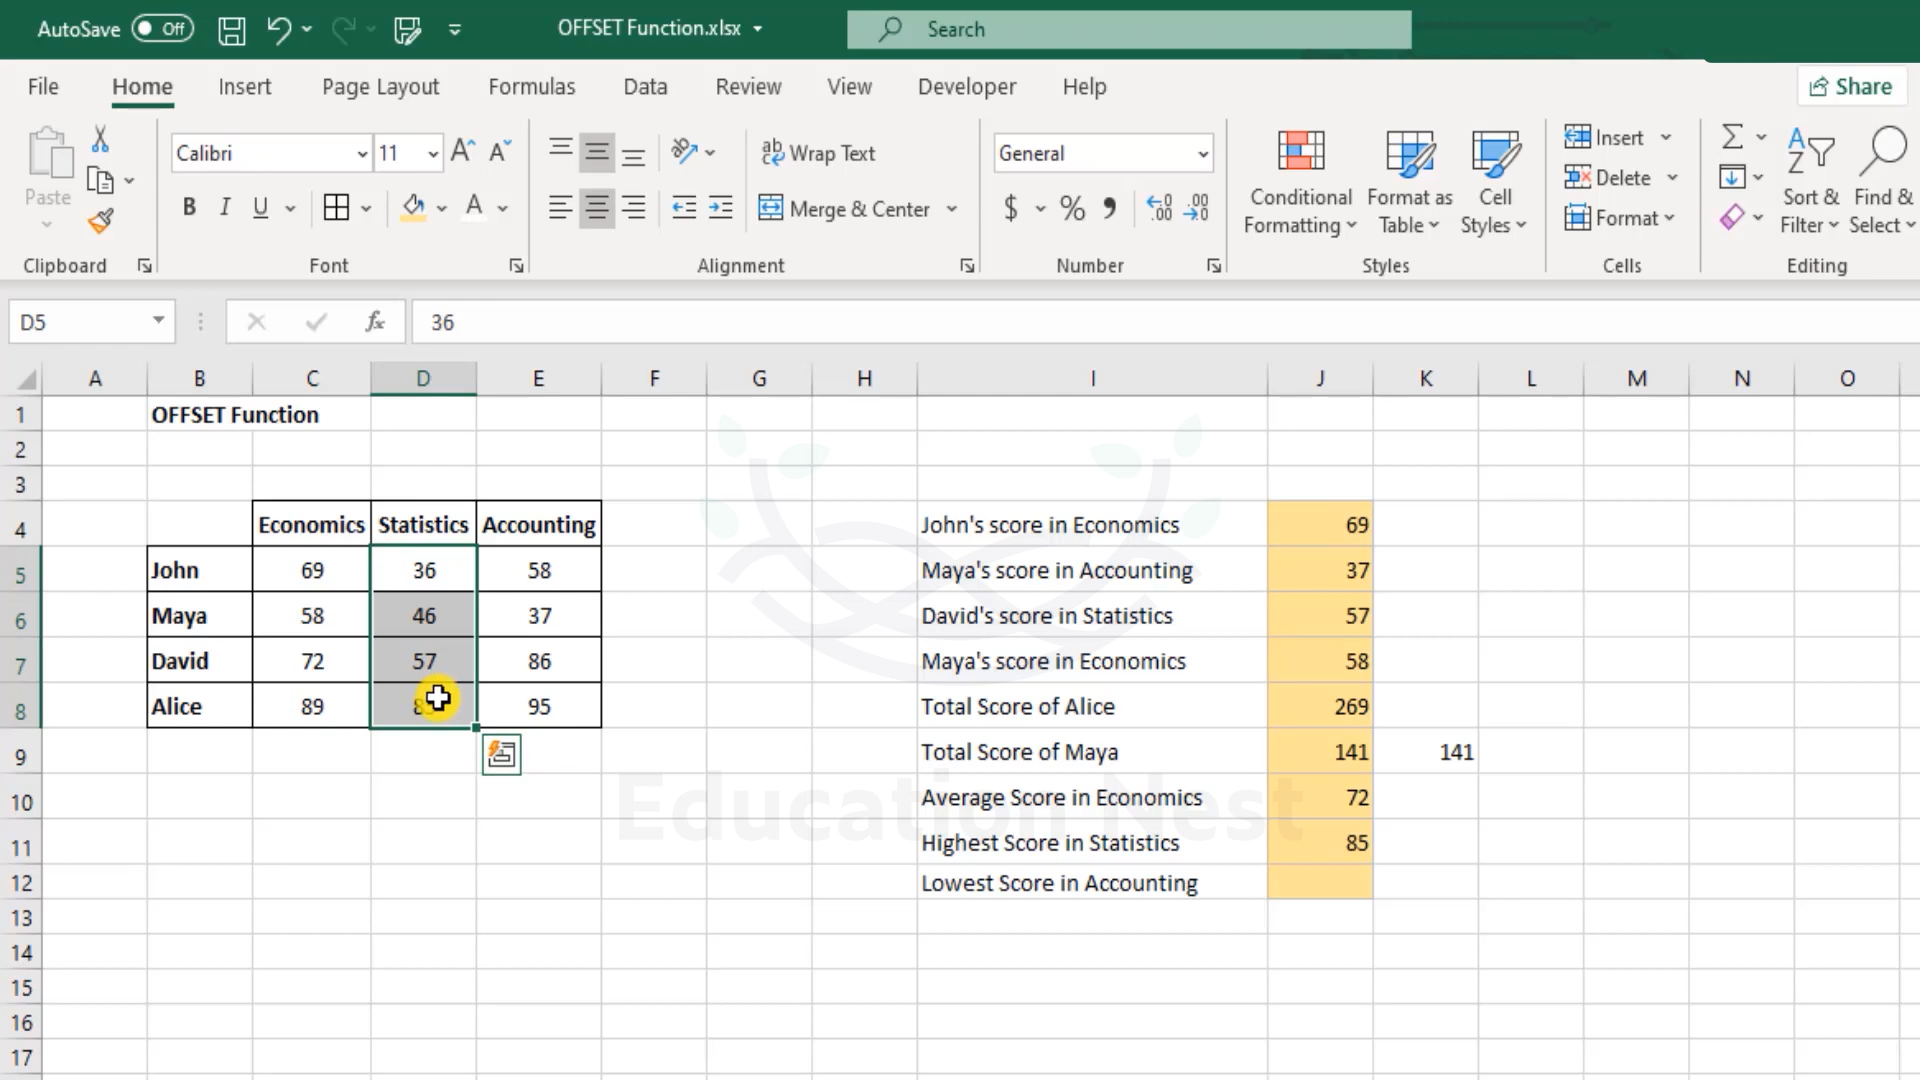 AutoSave Off OFFSET Function.xlsx Search
File Home Insert Page Layout Formulas Data Review View Developer Help Share
Paste Calibri 11 Wrap Text General Conditional Formatting Format as Table Cell Styles Insert Sort & Filter Find & Select
Delete
B I U A Merge & Center $ % Format
Clipboard Font Alignment Number Styles Cells Editing
D5 fx 36
A B C D E F G H I J K L M N O
1 OFFSET Function
2
3
4 Economics Statistics Accounting John's score in Economics 69
5 John 69 36 58 Maya's score in Accounting 37
6 Maya 58 46 37 David's score in Statistics 57
7 David 72 57 86 Maya's score in Economics 58
8 Alice 89 95 Total Score of Alice 269
9 Total Score of Maya 141 141
10 Average Score in Economics 72
Education Nest
11 Highest Score in Statistics 85
12 Lowest Score in Accounting
13
14
15
16
17